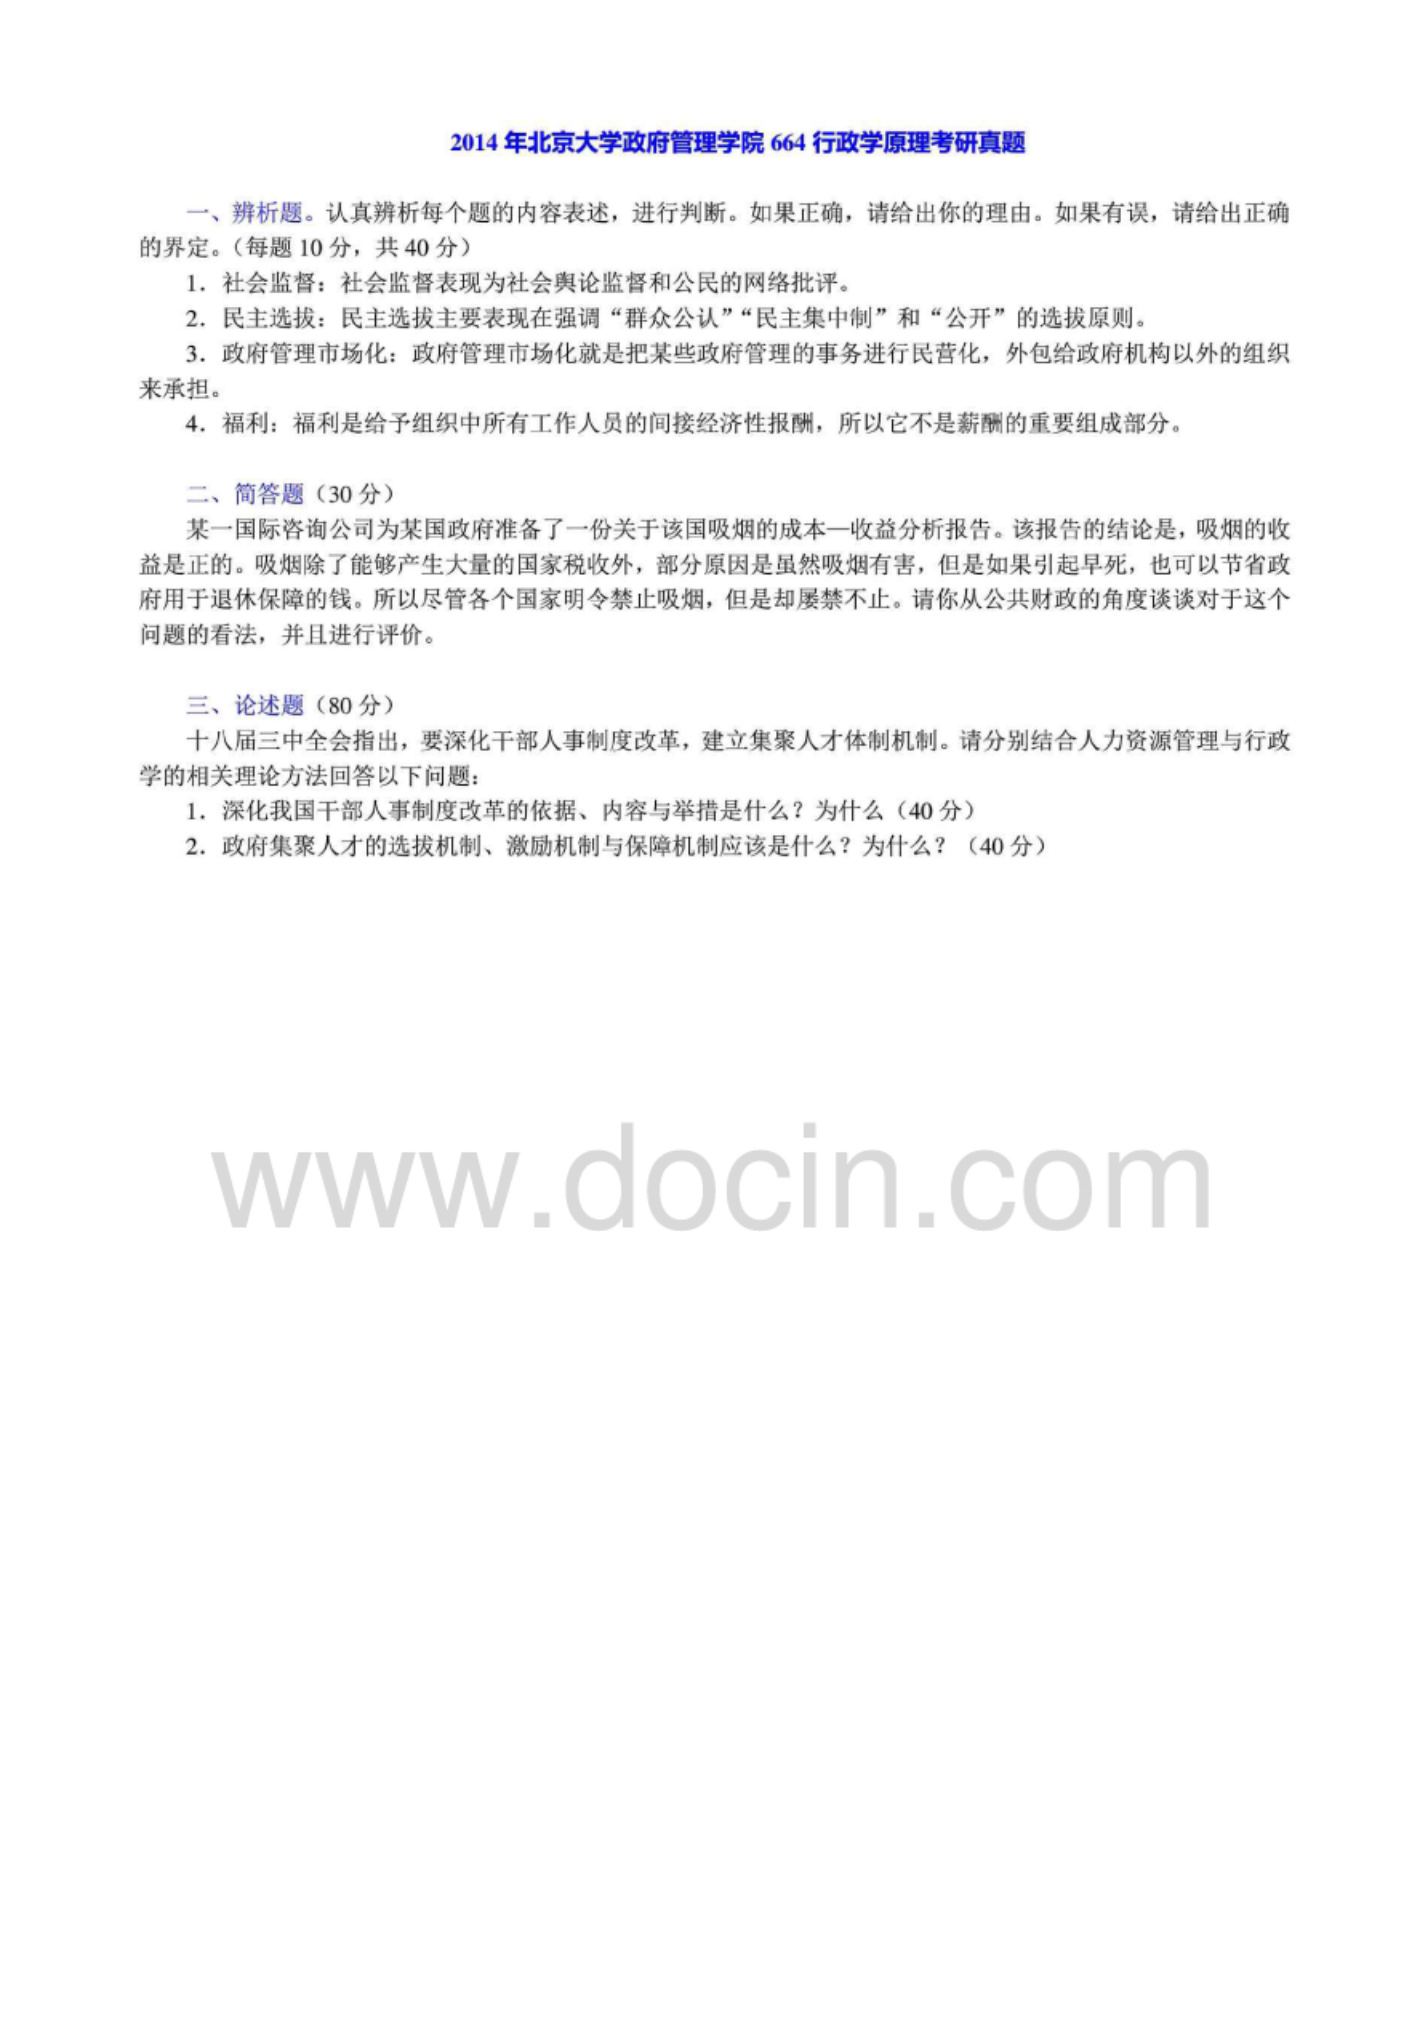 2014 年北京大学政府管理学院 664 行政学原理考研真题
一、辨析题。认真辨析每个题的内容表述，进行判断。如果正确，请给出你的理由。如果有误，请给出正确
的界定。（每题 10 分，共 40 分）
1．社会监督：社会监督表现为社会舆论监督和公民的网络批评。
2．民主选拔：民主选拔主要表现在强调“群众公认”“民主集中制”和“公开”的选拔原则。
3．政府管理市场化：政府管理市场化就是把某些政府管理的事务进行民营化，外包给政府机构以外的组织
来承担。
4．福利：福利是给予组织中所有工作人员的间接经济性报酬，所以它不是薪酬的重要组成部分。
二、简答题（30 分）
某一国际咨询公司为某国政府准备了一份关于该国吸烟的成本—收益分析报告。该报告的结论是，吸烟的收
益是正的。吸烟除了能够产生大量的国家税收外，部分原因是虽然吸烟有害，但是如果引起早死，也可以节省政
府用于退休保障的钱。所以尽管各个国家明令禁止吸烟，但是却屡禁不止。请你从公共财政的角度谈谈对于这个
问题的看法，并且进行评价。
三、论述题（80 分）
十八届三中全会指出，要深化干部人事制度改革，建立集聚人才体制机制。请分别结合人力资源管理与行政
学的相关理论方法回答以下问题：
1．深化我国干部人事制度改革的依据、内容与举措是什么？为什么（40 分）
2．政府集聚人才的选拔机制、激励机制与保障机制应该是什么？为什么？（40 分）
www.docin.com